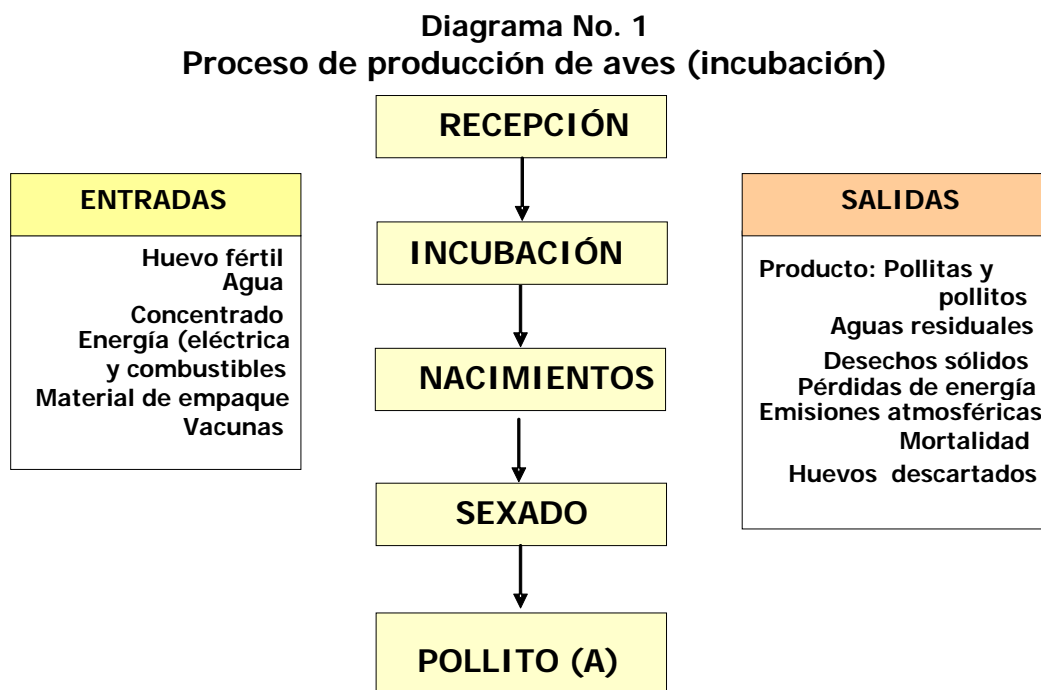 Diagrama No. 1
Proceso de producción de aves (incubación)
RECEPCIÓN
INCUBACIÓN
NACIMIENTOS
SEXADO
POLLITO (A)
ENTRADAS
Huevo fértil
Agua
Concentrado
Energía (eléctrica
y combustibles
Material de empaque
Vacunas
SALIDAS
Producto: Pollitas y
pollitos
Aguas residuales
Desechos sólidos
Pérdidas de energía
Emisiones atmosféricas
Mortalidad
Huevos descartados